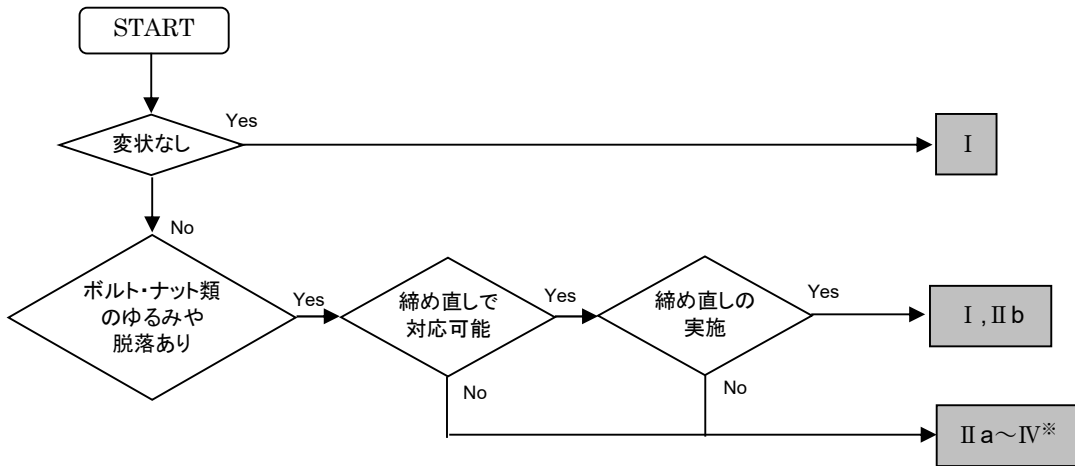 START
Yes
変状なし
Ⅰ
No
ボルト・ナット類
のゆるみや
脱落あり
Yes
締め直しで
対応可能
Yes
締め直しの
実施
Yes
Ⅰ,Ⅱb
No
No
Ⅱa～Ⅳ※